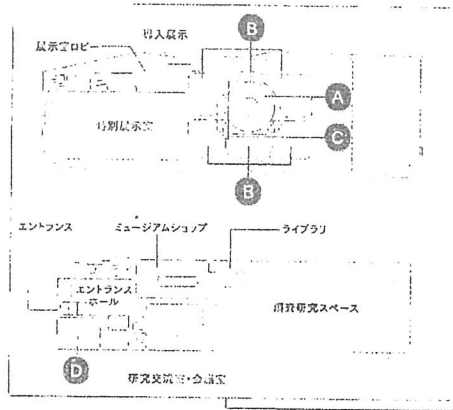 B
導入展示
展示室ロビー
A
特別展示室
C
B
エントランス
ミュージアムショップ
ライブラリ
エントランス
ホール
調査研究スペース
D
研究交流室・会議室